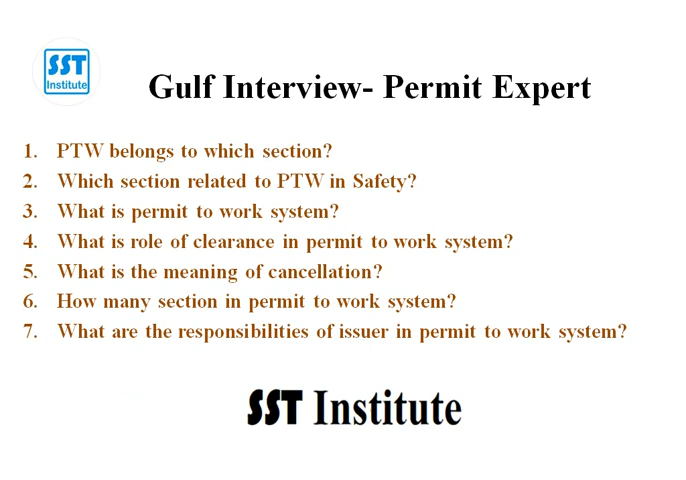 SST
Institute
Gulf Interview- Permit Expert
1. PTW belongs to which section?
2. Which section related to PTW in Safety?
3. What is permit to work system?
4. What is role of clearance in permit to work system?
5. What is the meaning of cancellation?
6. How many section in permit to work system?
7. What are the responsibilities of issuer in permit to work system?
SST Institute